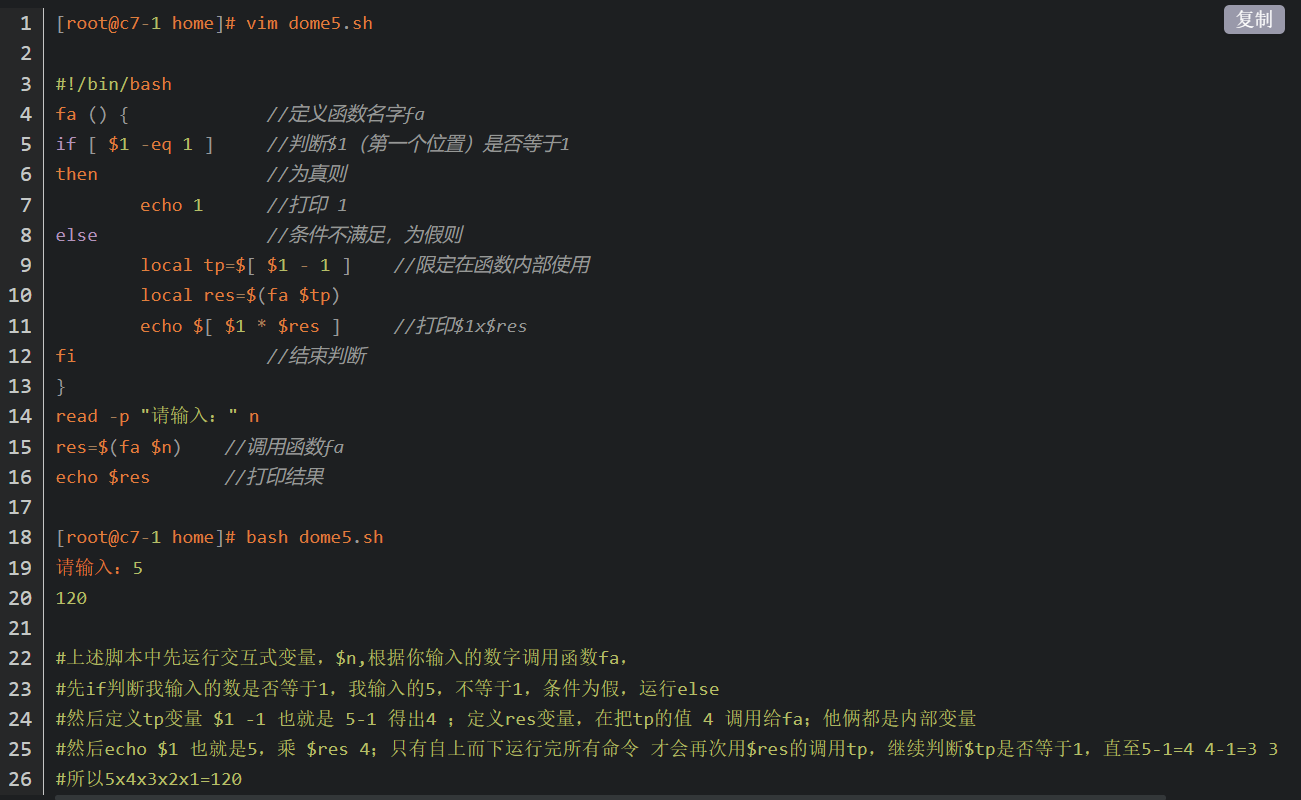 复制
1 [root@c7-1 home]# vim dome5.sh
2
3 #!/bin/bash
4 fa () { //定义函数名字fa
5 if [ $1 -eq 1 ] //判断$1（第一个位置）是否等于1
6 then //为真则
7 echo 1 //打印 1
8 else //条件不满足，为假则
9 local tp=$[ $1 - 1 ] //限定在函数内部使用
10 local res=$(fa $tp)
11 echo $[ $1 * $res ] //打印$1x$res
12 fi //结束判断
13 }
14 read -p "请输入：" n
15 res=$(fa $n) //调用函数fa
16 echo $res //打印结果
17
18 [root@c7-1 home]# bash dome5.sh
19 请输入：5
20 120
21
22 #上述脚本中先运行交互式变量，$n,根据你输入的数字调用函数fa，
23 #先if判断我输入的数是否等于1，我输入的5，不等于1，条件为假，运行else
24 #然后定义tp变量 $1 -1 也就是 5-1 得出4 ；定义res变量，在把tp的值 4 调用给fa；他俩都是内部变量
25 #然后echo $1 也就是5，乘 $res 4；只有自上而下运行完所有命令 才会再次用$res的调用tp，继续判断$tp是否等于1，直至5-1=4 4-1=3 3
26 #所以5x4x3x2x1=120